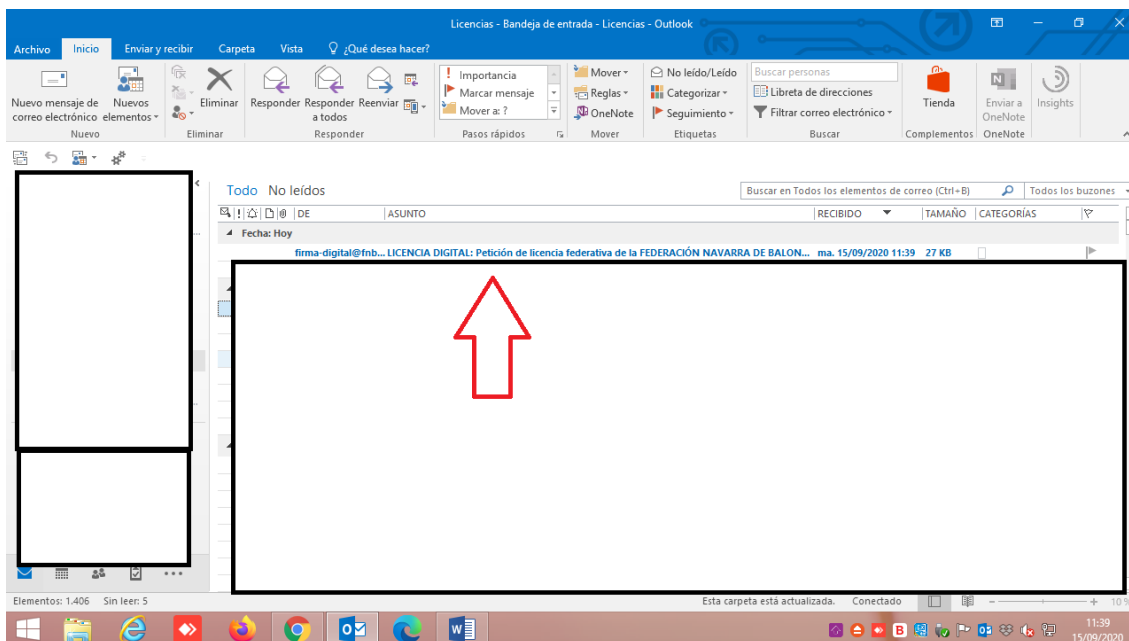 Licencias - Bandeja de entrada - Licencias - Outlook
Archivo Inicio Enviar y recibir Carpeta Vista ¿Qué desea hacer?
Nuevo mensaje de correo electrónico
Nuevos elementos
Nuevo
Eliminar
Eliminar
Responder
Responder a todos
Reenviar
Responder
Importancia
Marcar mensaje
Mover a: ?
Pasos rápidos
Mover
Reglas
OneNote
Mover
No leído/Leído
Categorizar
Seguimiento
Etiquetas
Buscar personas
Libreta de direcciones
Filtrar correo electrónico
Buscar
Tienda
Complementos
Enviar a OneNote
OneNote
Insights
Todo No leídos
Buscar en Todos los elementos de correo (Ctrl+B) Todos los buzones
DE ASUNTO RECIBIDO TAMAÑO CATEGORÍAS
Fecha: Hoy
firma-digital@fnb... LICENCIA DIGITAL: Petición de licencia federativa de la FEDERACIÓN NAVARRA DE BALON... ma. 15/09/2020 11:39 27 KB
Elementos: 1.406 Sin leer: 5 Esta carpeta está actualizada. Conectado
11:39
15/09/2020